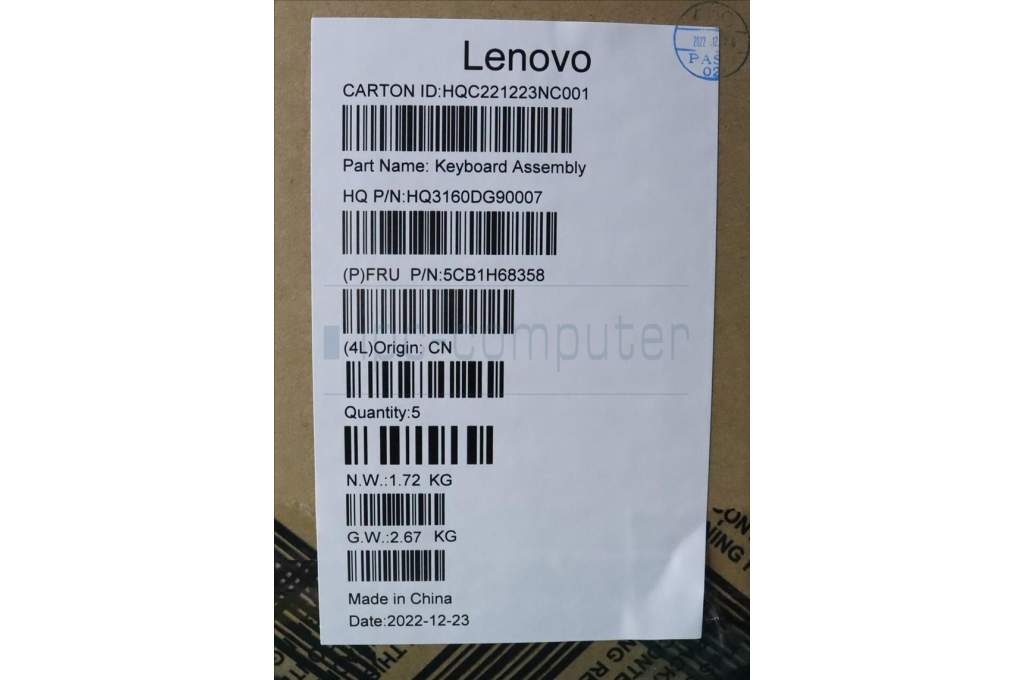 Lenovo
CARTON ID:HQC221223NC001
Part Name: Keyboard Assembly
HQ P/N:HQ3160DG90007
(P)FRU P/N:5CB1H68358
computer
(4L)Origin: CN
Quantity:5
N.W.:1.72 KG
G.W.:2.67 KG
Made in China
Date:2022-12-23